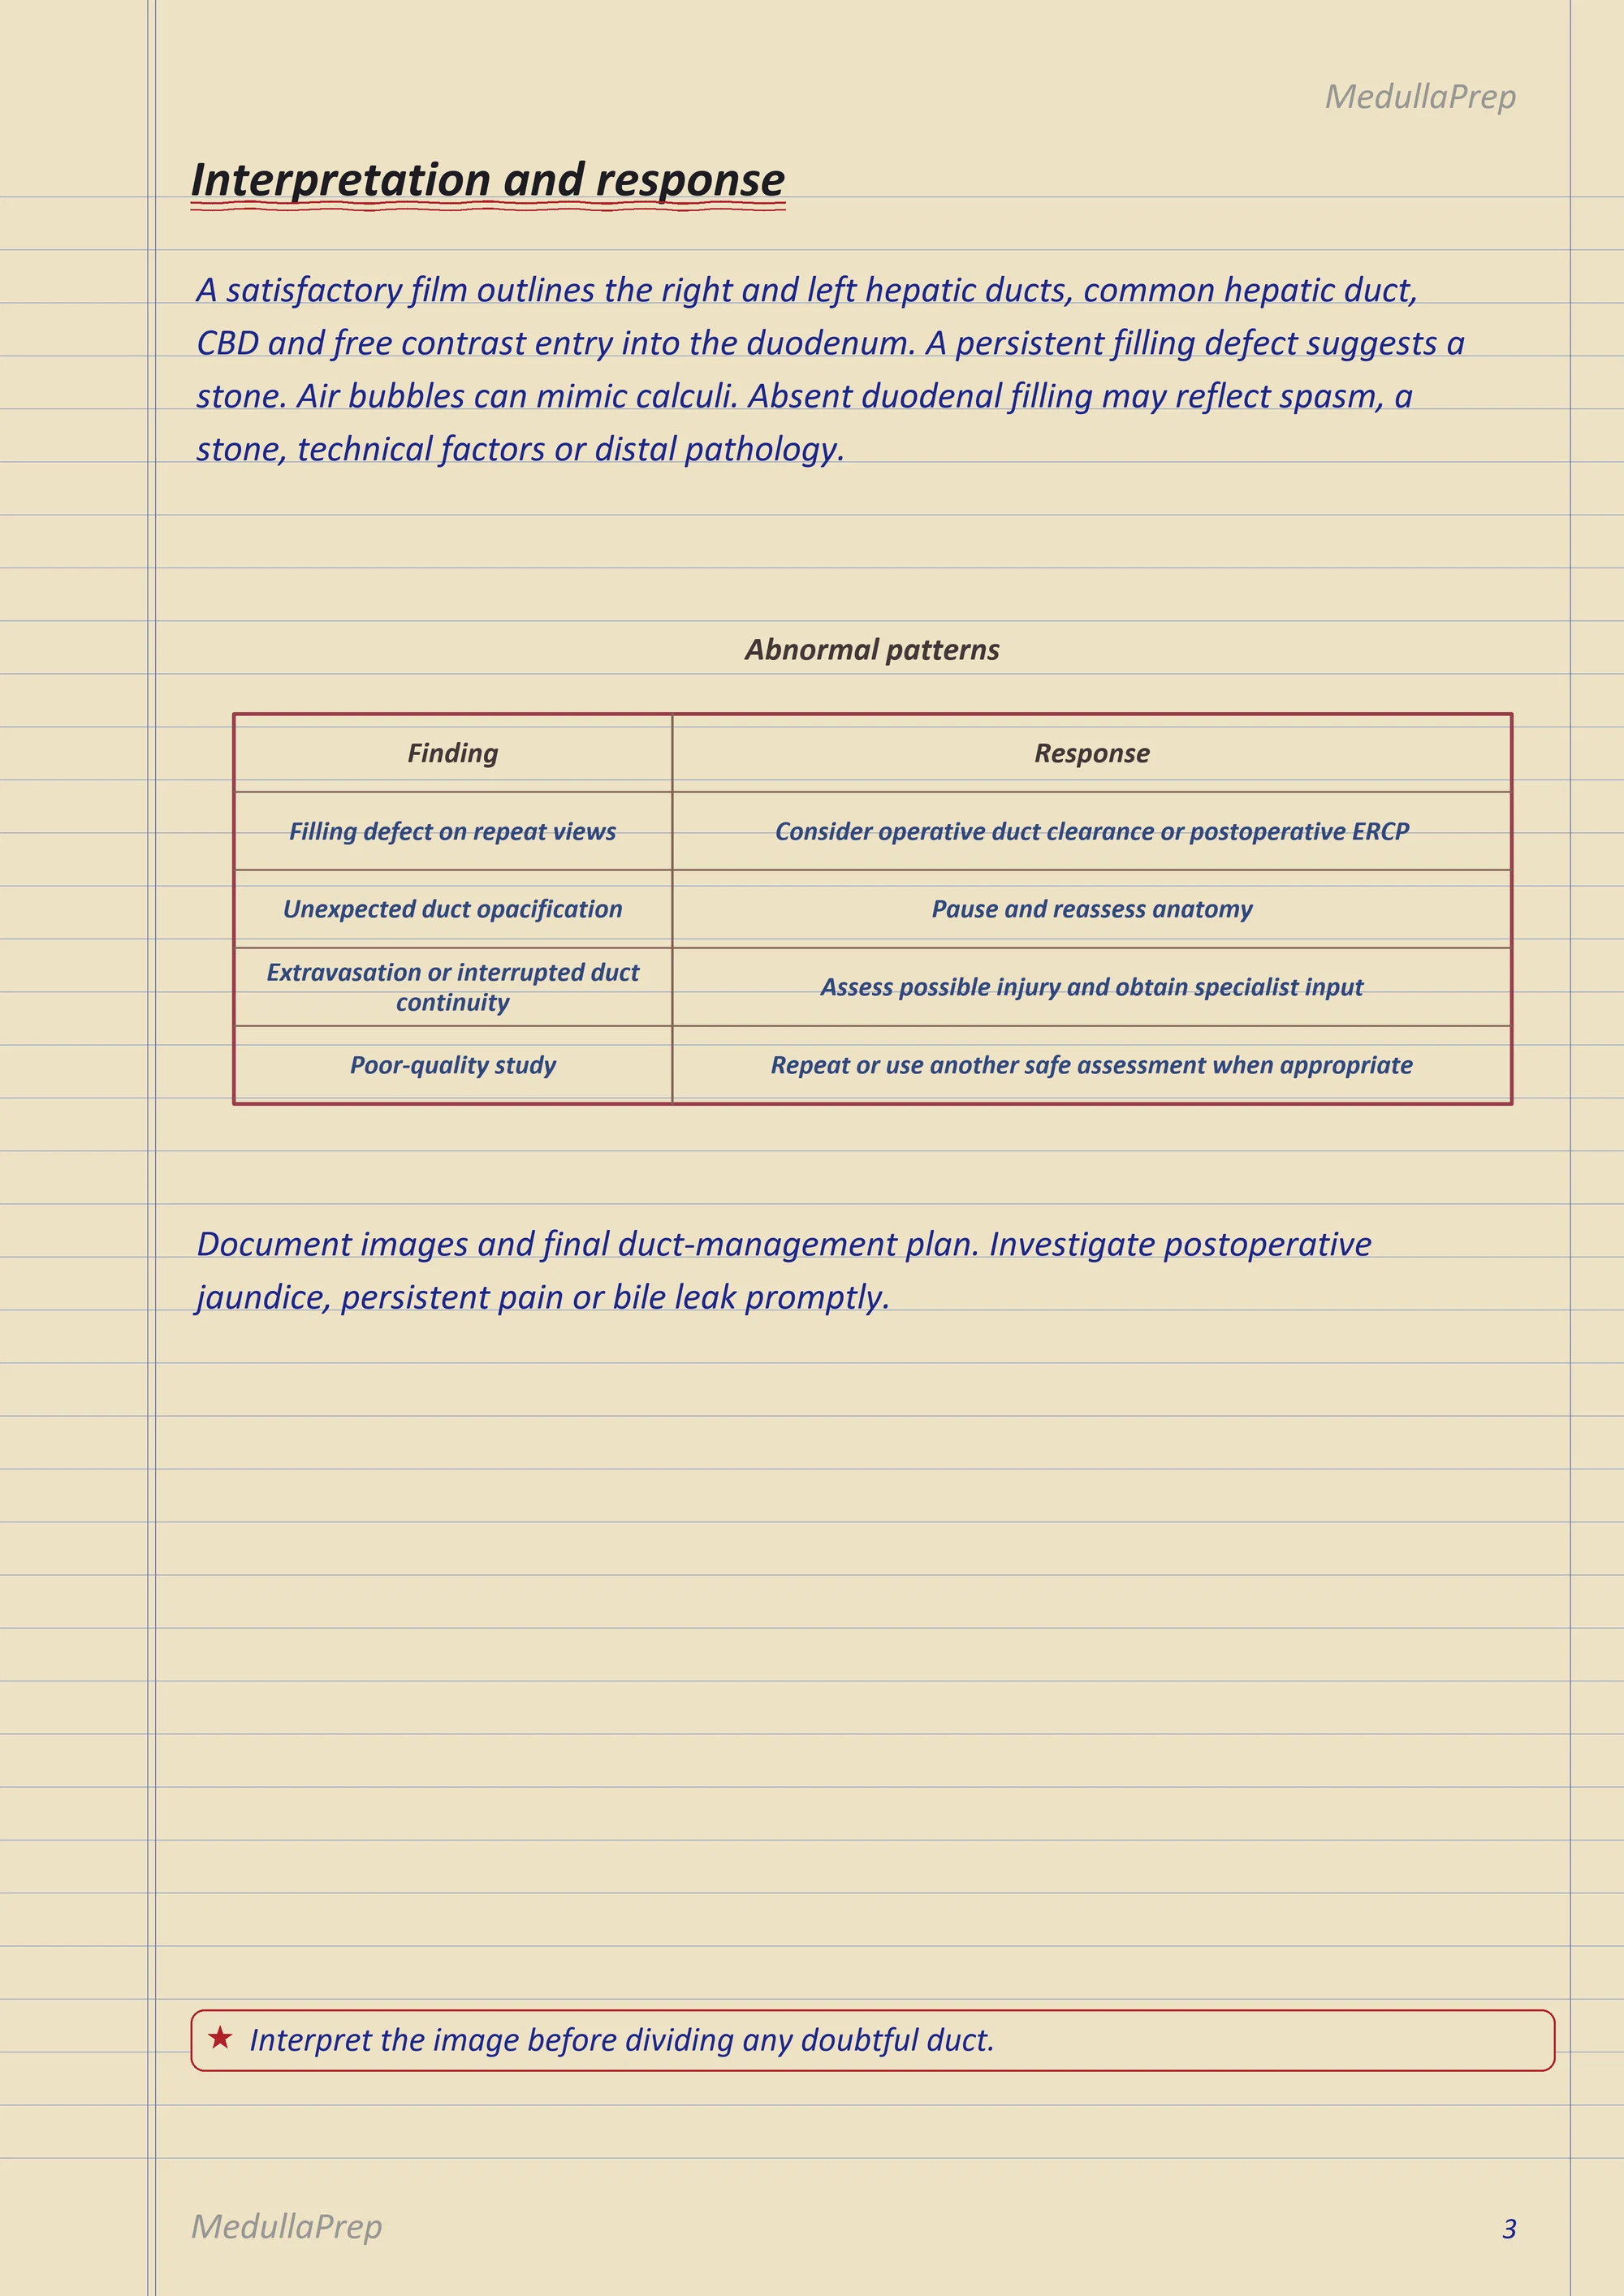 MedullaPrep
Interpretation and response
A satisfactory film outlines the right and left hepatic ducts, common hepatic duct,
CBD and free contrast entry into the duodenum. A persistent filling defect suggests a
stone. Air bubbles can mimic calculi. Absent duodenal filling may reflect spasm, a
stone, technical factors or distal pathology.
Abnormal patterns
Finding Response
Filling defect on repeat views Consider operative duct clearance or postoperative ERCP
Unexpected duct opacification Pause and reassess anatomy
Extravasation or interrupted duct
continuity Assess possible injury and obtain specialist input
Poor-quality study Repeat or use another safe assessment when appropriate
Document images and final duct-management plan. Investigate postoperative
jaundice, persistent pain or bile leak promptly.
★ Interpret the image before dividing any doubtful duct.
MedullaPrep 3